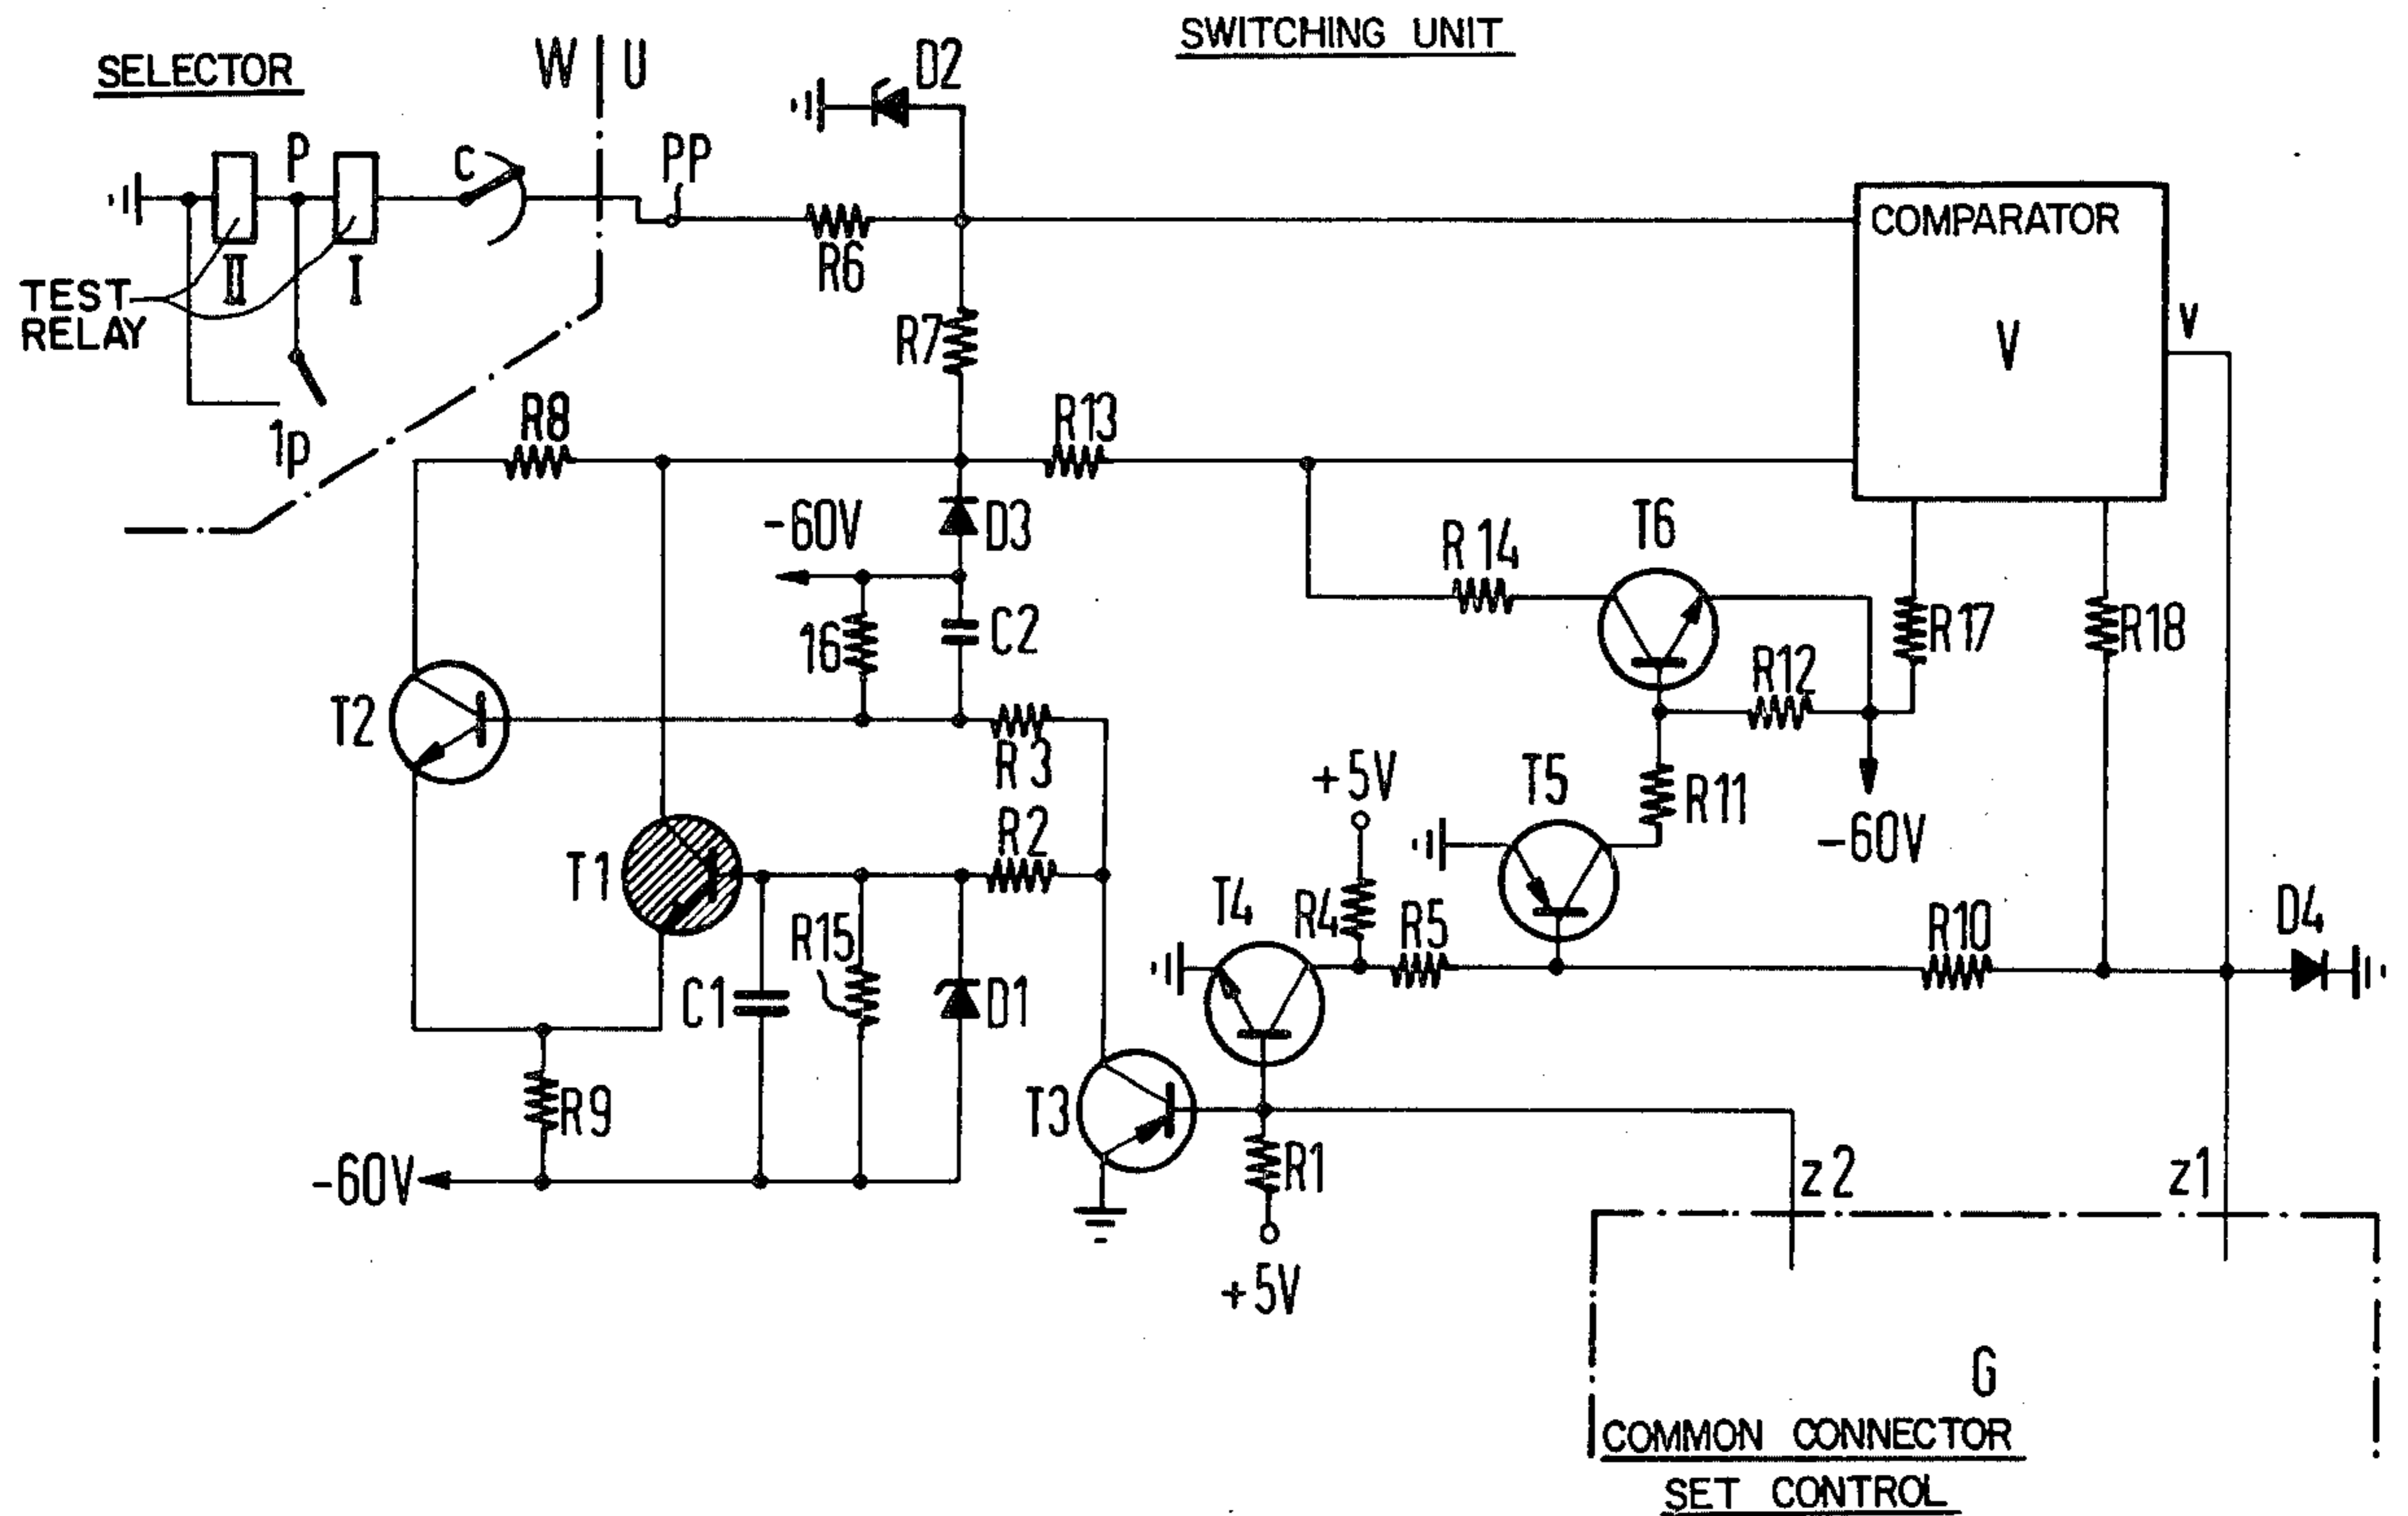 SWITCHING UNIT
SELECTOR
W U
D2
P
c
PP
COMPARATOR
V
v
R6
II
I
TEST
RELAY
R7
1p
R8
R13
-60V
D3
R14
T6
16
C2
R17
R18
R12
T2
R3
+5V
T5
R11
-60V
R2
T1
R15
T4
R4
R5
R10
D4
C1
D1
T3
R9
R1
-60V
z2
z1
+5V
G
COMMON CONNECTOR
SET CONTROL